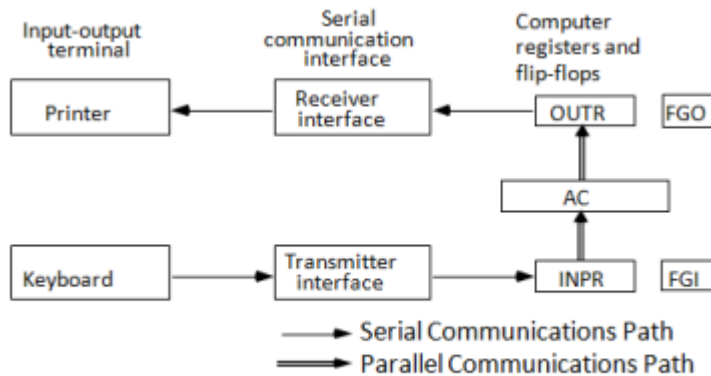 Input-output
terminal
Serial
communication
interface
Computer
registers and
flip-flops
Printer
Receiver
interface
OUTR
FGO
AC
Keyboard
Transmitter
interface
INPR
FGI
Serial Communications Path
Parallel Communications Path